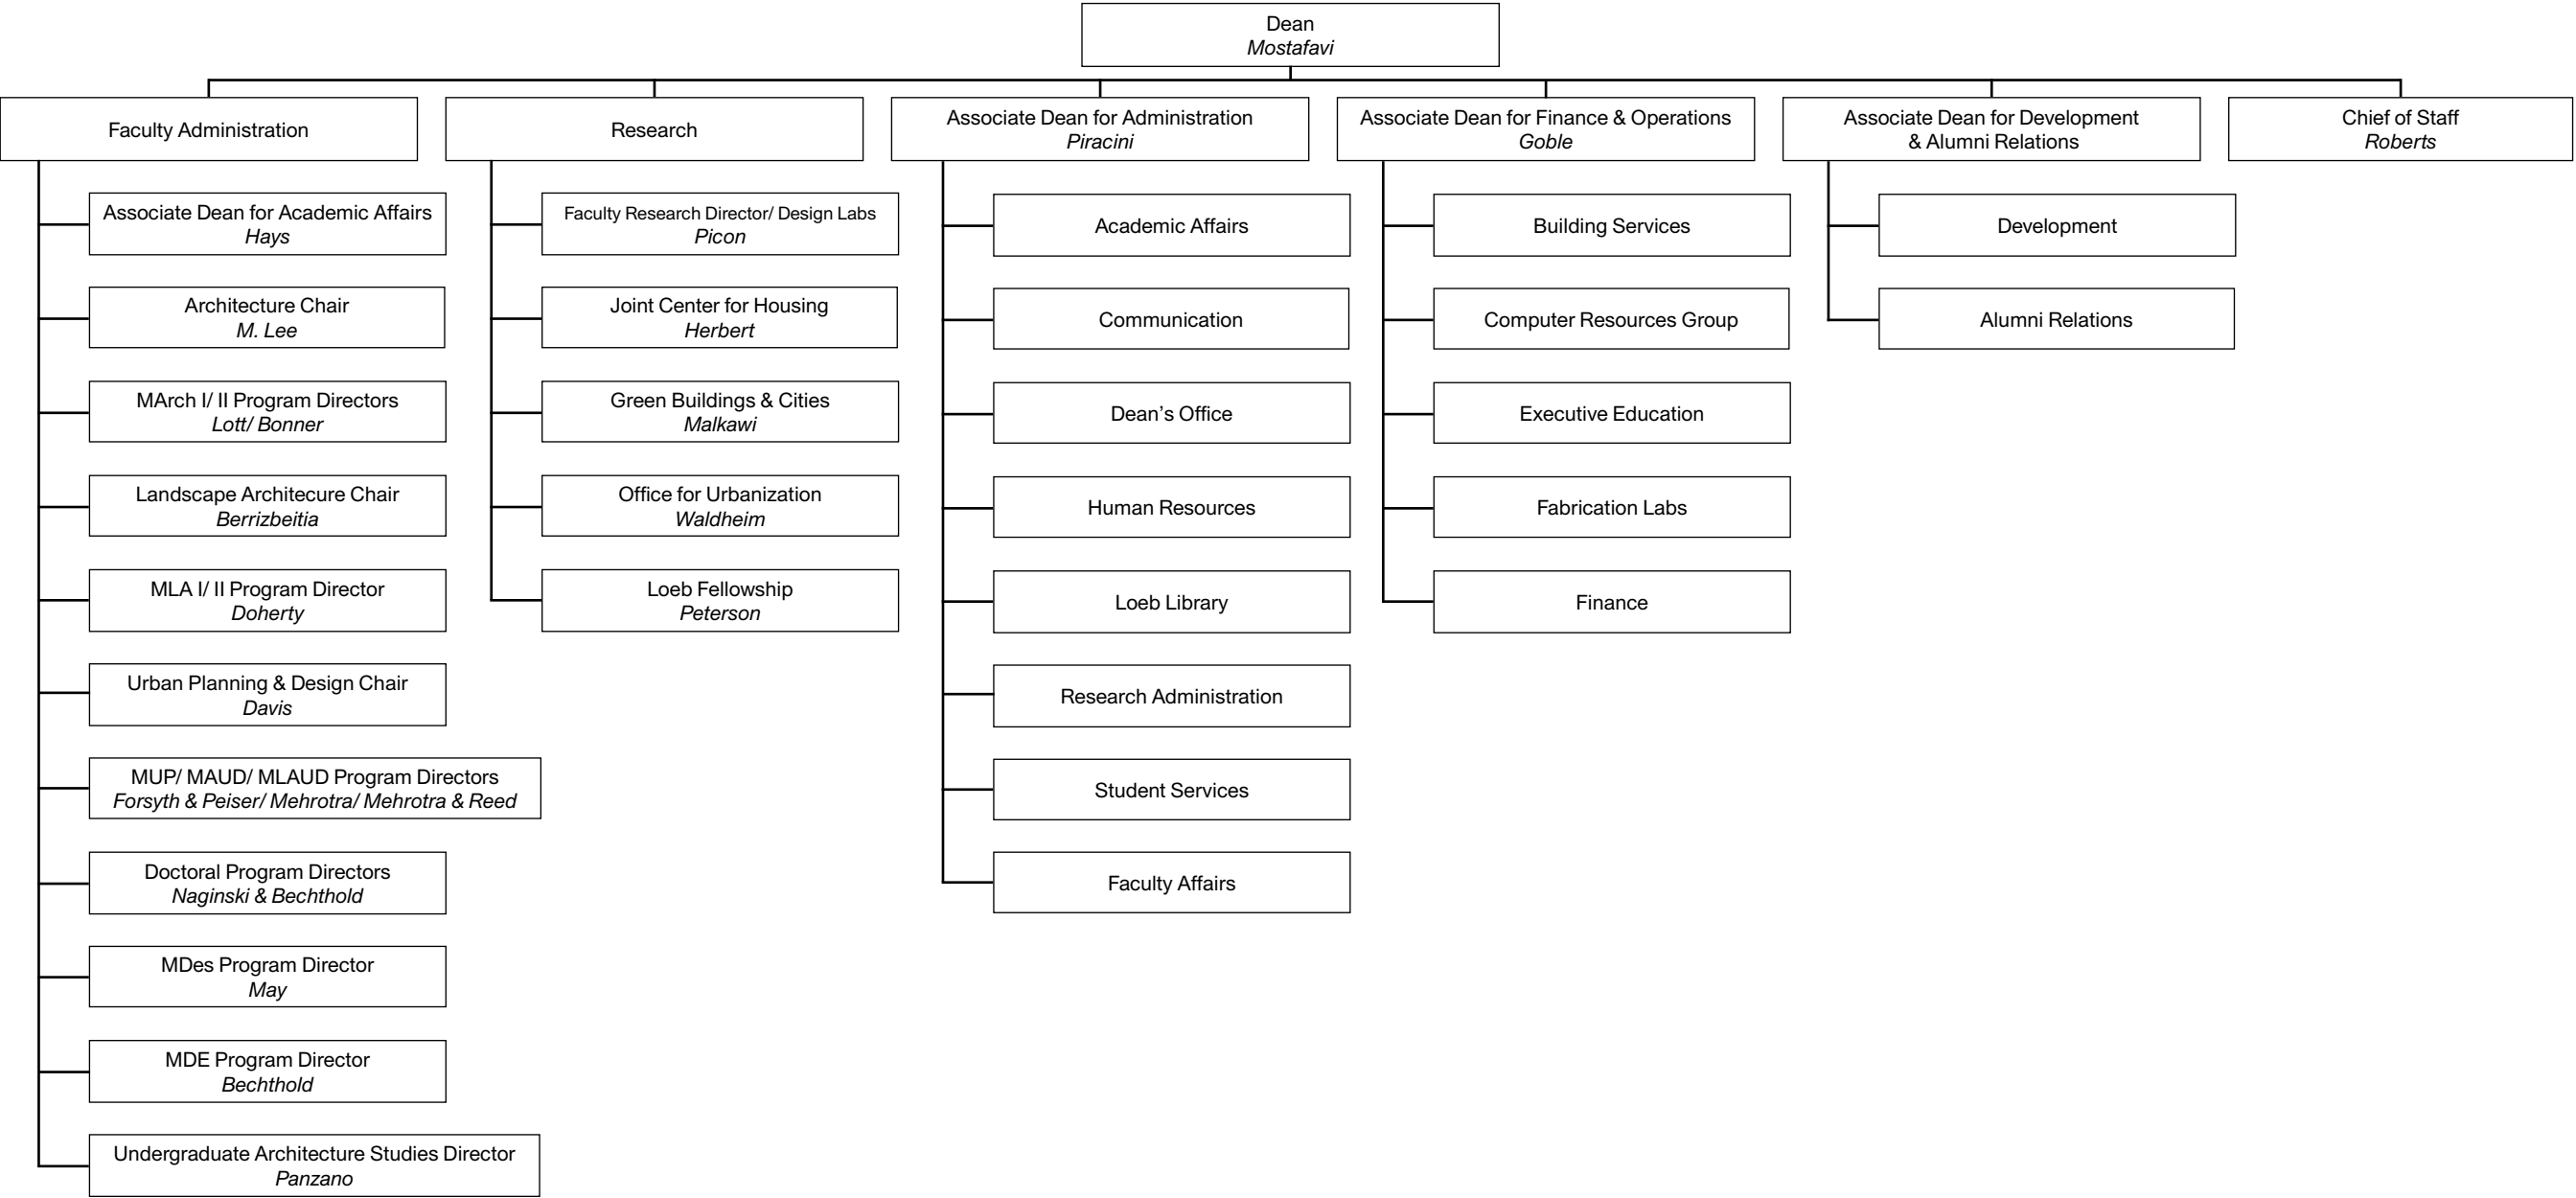 Dean
Mostafavi
Faculty Administration
Research
Associate Dean for Administration
Piracini
Associate Dean for Finance & Operations
Goble
Associate Dean for Development
& Alumni Relations
Chief of Staff
Roberts
Associate Dean for Academic Affairs
Hays
Architecture Chair
M. Lee
MArch I/ II Program Directors
Lott/ Bonner
Landscape Architecure Chair
Berrizbeitia
MLA I/ II Program Director
Doherty
Urban Planning & Design Chair
Davis
MUP/ MAUD/ MLAUD Program Directors
Forsyth & Peiser/ Mehrotra/ Mehrotra & Reed
Doctoral Program Directors
Naginski & Bechthold
MDes Program Director
May
MDE Program Director
Bechthold
Undergraduate Architecture Studies Director
Panzano
Faculty Research Director/ Design Labs
Picon
Joint Center for Housing
Herbert
Green Buildings & Cities
Malkawi
Office for Urbanization
Waldheim
Loeb Fellowship
Peterson
Academic Affairs
Communication
Dean’s Office
Human Resources
Loeb Library
Research Administration
Student Services
Faculty Affairs
Building Services
Computer Resources Group
Executive Education
Fabrication Labs
Finance
Development
Alumni Relations